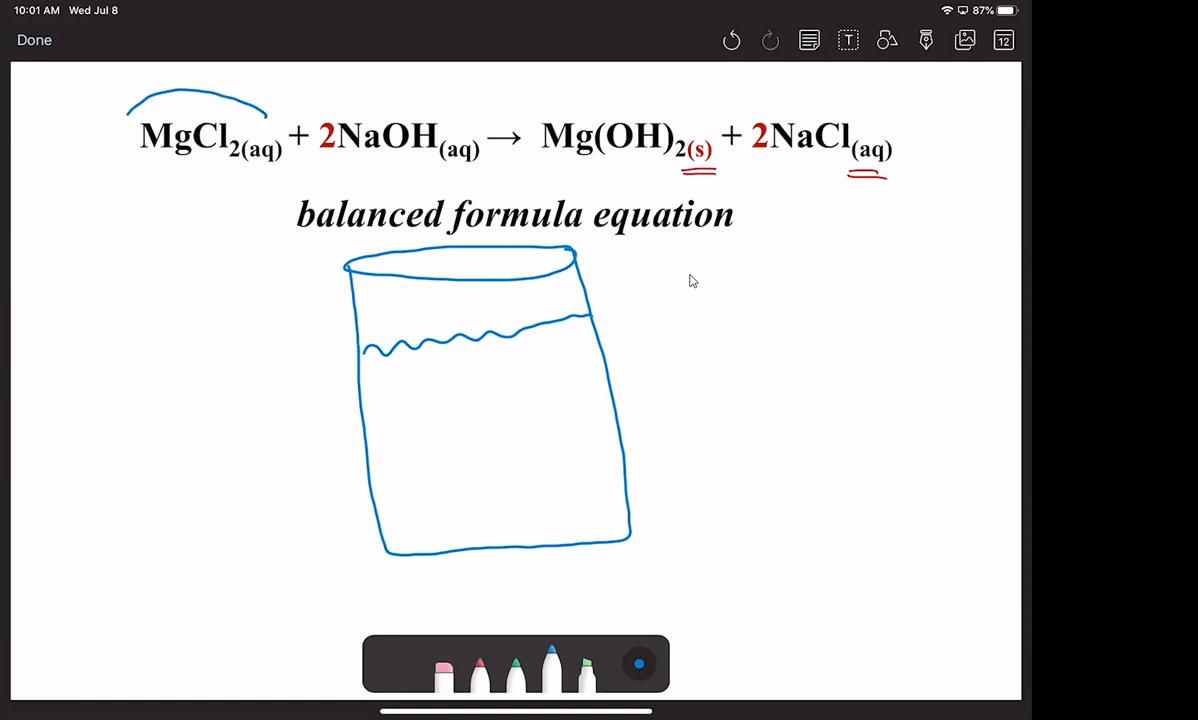 10:01 AM Wed Jul 8 87%
Done T 12
MgCl₂(aq) + 2NaOH(aq) → Mg(OH)₂(s) + 2NaCl(aq)
balanced formula equation